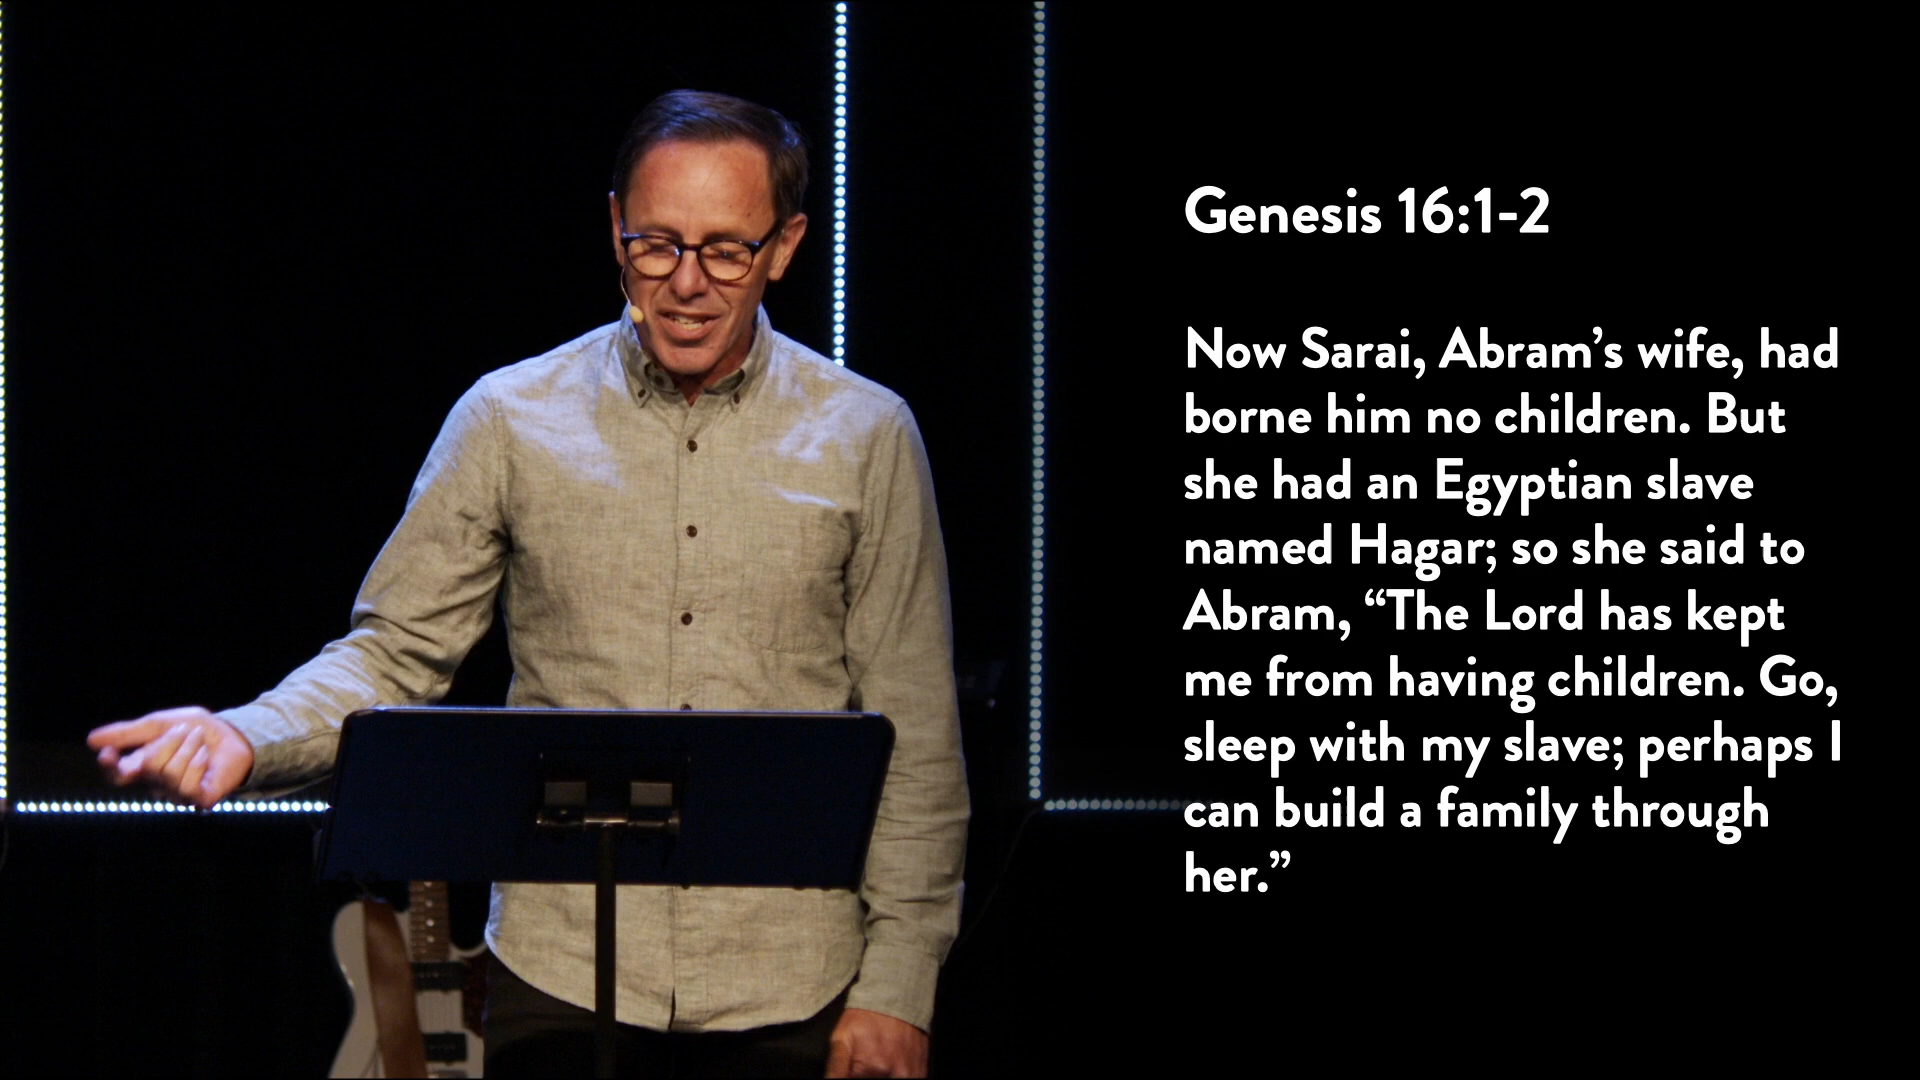 Genesis 16:1-2
Now Sarai, Abram’s wife, had
borne him no children. But
she had an Egyptian slave
named Hagar; so she said to
Abram, “The Lord has kept
me from having children. Go,
sleep with my slave; perhaps I
can build a family through
her.”